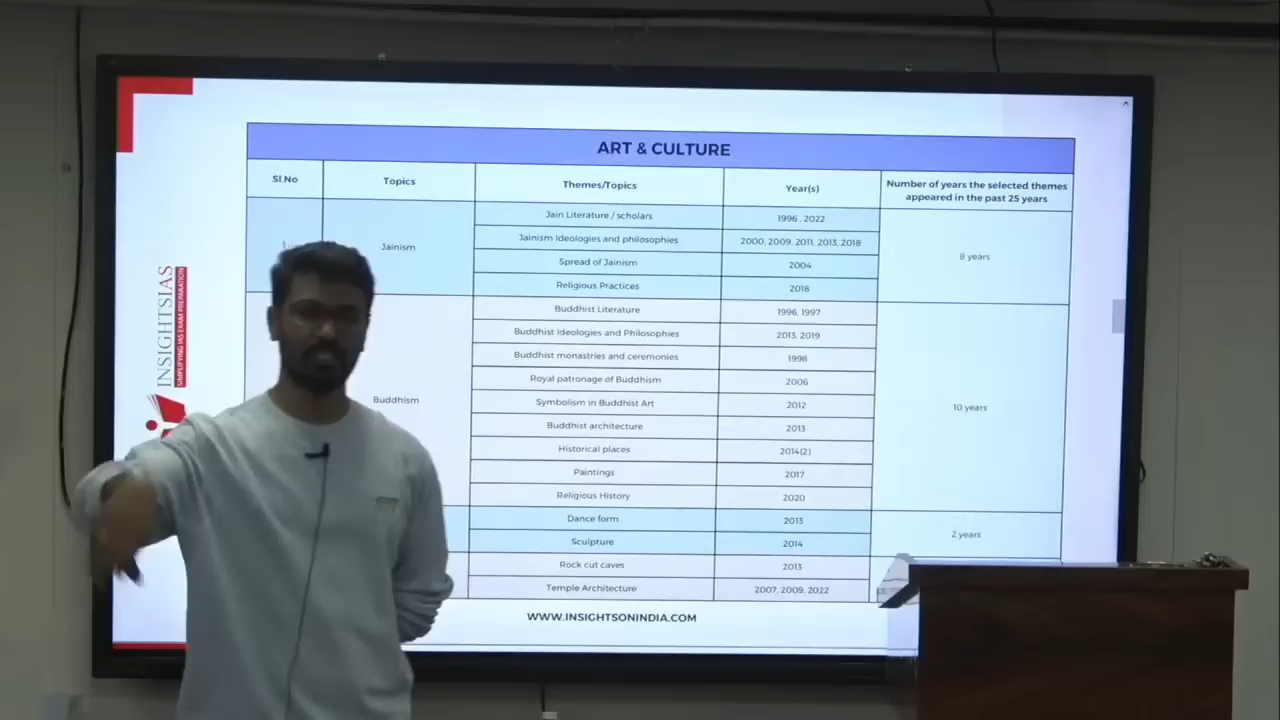 ART & CULTURE
Sl.No Topics Themes/Topics Year(s) Number of years the selected themes
appeared in the past 25 years
1 Jainism Jain Literature / scholars 1996 , 2022 8 years
Jainism Ideologies and philosophies 2000, 2009, 2011, 2013, 2018
Spread of Jainism 2004
Religious Practices 2018
Buddhism Buddhist Literature 1996, 1997 10 years
Buddhist Ideologies and Philosophies 2013, 2019
Buddhist monastries and ceremonies 1998
Royal patronage of Buddhism 2006
Symbolism in Buddhist Art 2012
Buddhist architecture 2013
Historical places 2014(2)
Paintings 2017
Religious History 2020
Dance form 2013 2 years
Sculpture 2014
Rock cut caves 2013
Temple Architecture 2007, 2009, 2022
WWW.INSIGHTSONINDIA.COM
INSIGHTSIAS
SIMPLIFYING IAS EXAM PREPARATION